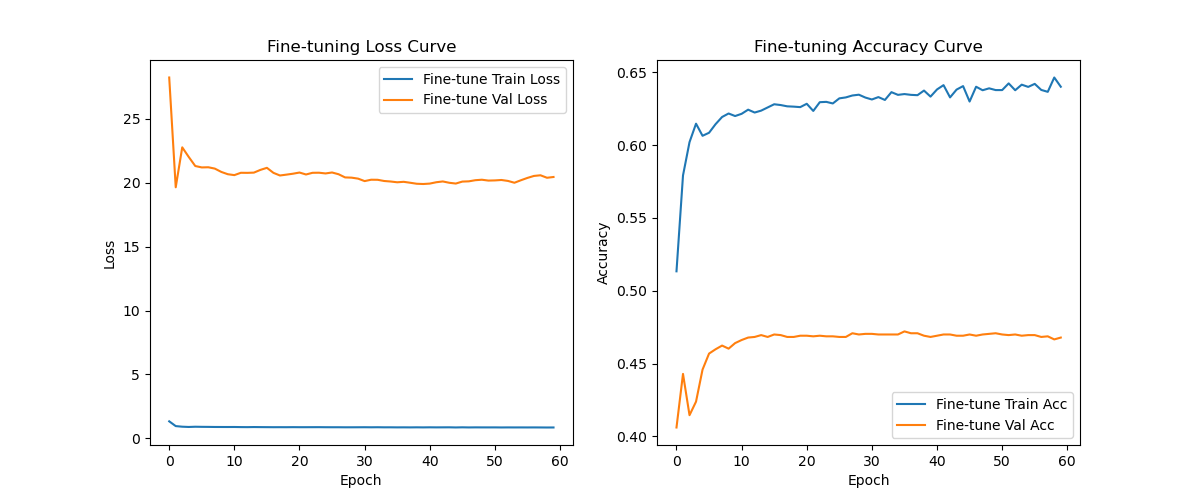 Fine-tuning Loss Curve
Fine-tune Train Loss
Fine-tune Val Loss
25
20
15
10
5
0
Loss
0 10 20 30 40 50 60
Epoch
Fine-tuning Accuracy Curve
0.65
0.60
0.55
0.50
0.45
0.40
Accuracy
Fine-tune Train Acc
Fine-tune Val Acc
0 10 20 30 40 50 60
Epoch